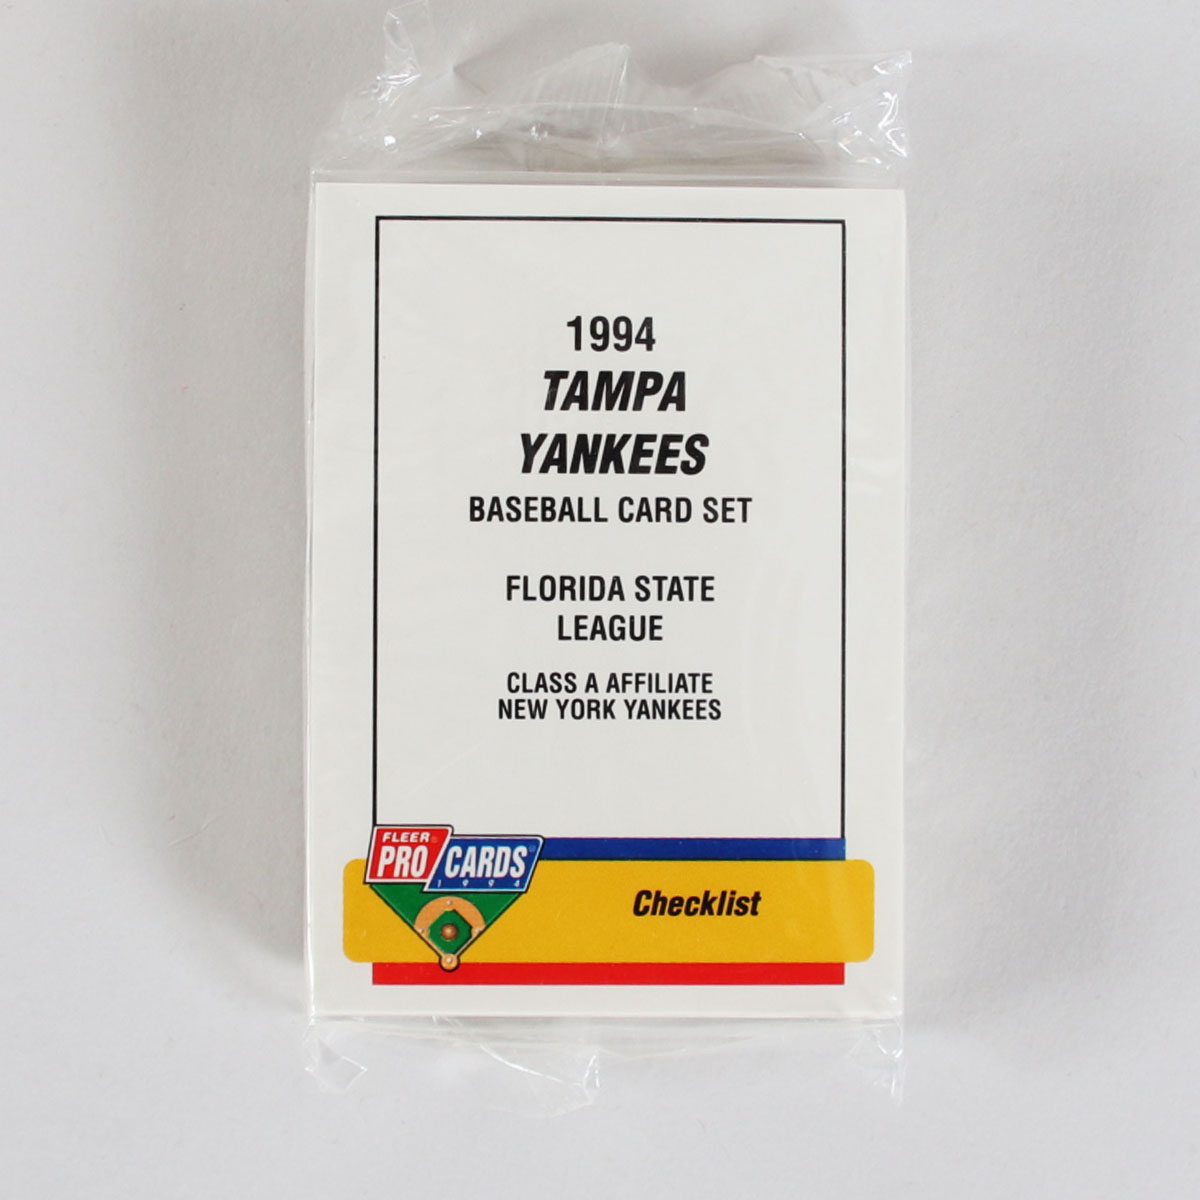 1994
TAMPA
YANKEES
BASEBALL CARD SET
FLORIDA STATE
LEAGUE
CLASS A AFFILIATE
NEW YORK YANKEES
FLEER®
PRO CARDS®
1994
Checklist